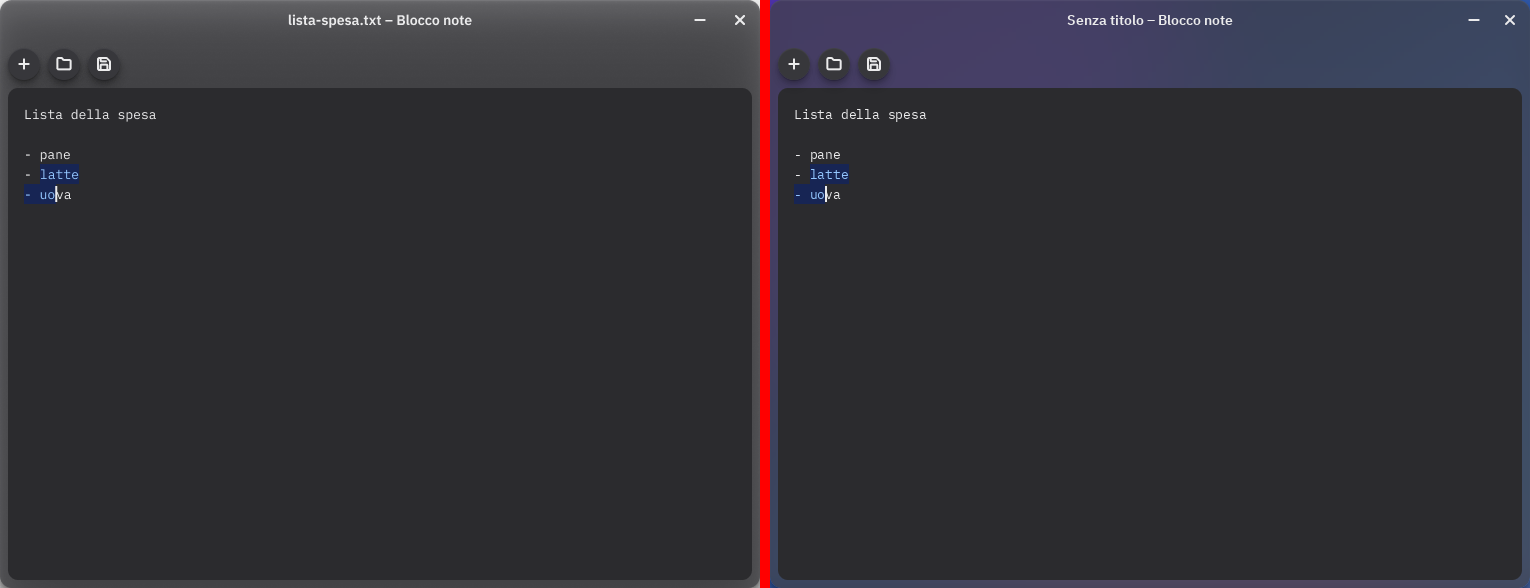 lista-spesa.txt – Blocco note
Lista della spesa
- pane
- latte
- uova
Senza titolo – Blocco note
Lista della spesa
- pane
- latte
- uova